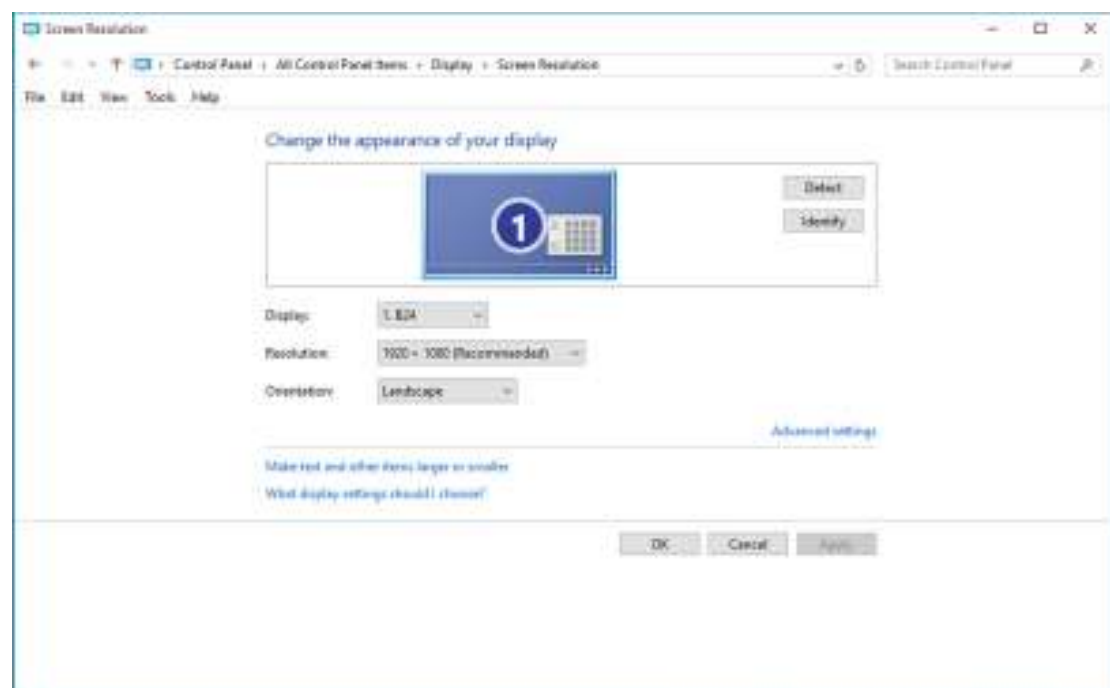 Screen Resolution
Control Panel › All Control Panel Items › Display › Screen Resolution
Search Control Panel
File Edit View Tools Help
Change the appearance of your display
1
Detect
Identify
Display: 1. B24
Resolution: 1920 × 1080 (Recommended)
Orientation: Landscape
Advanced settings
Make text and other items larger or smaller
What display settings should I choose?
OK Cancel Apply